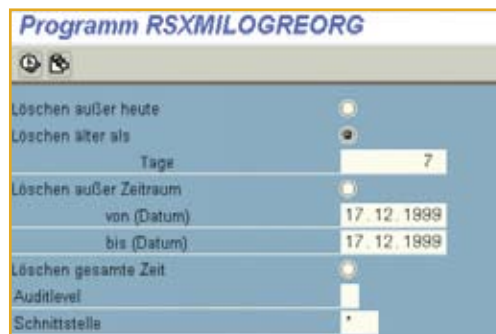 Programm RSXMILOGREORG
Löschen außer heute
Löschen älter als
Tage 7
Löschen außer Zeitraum
von (Datum) 17.12.1999
bis (Datum) 17.12.1999
Löschen gesamte Zeit
Auditlevel
Schnittstelle *